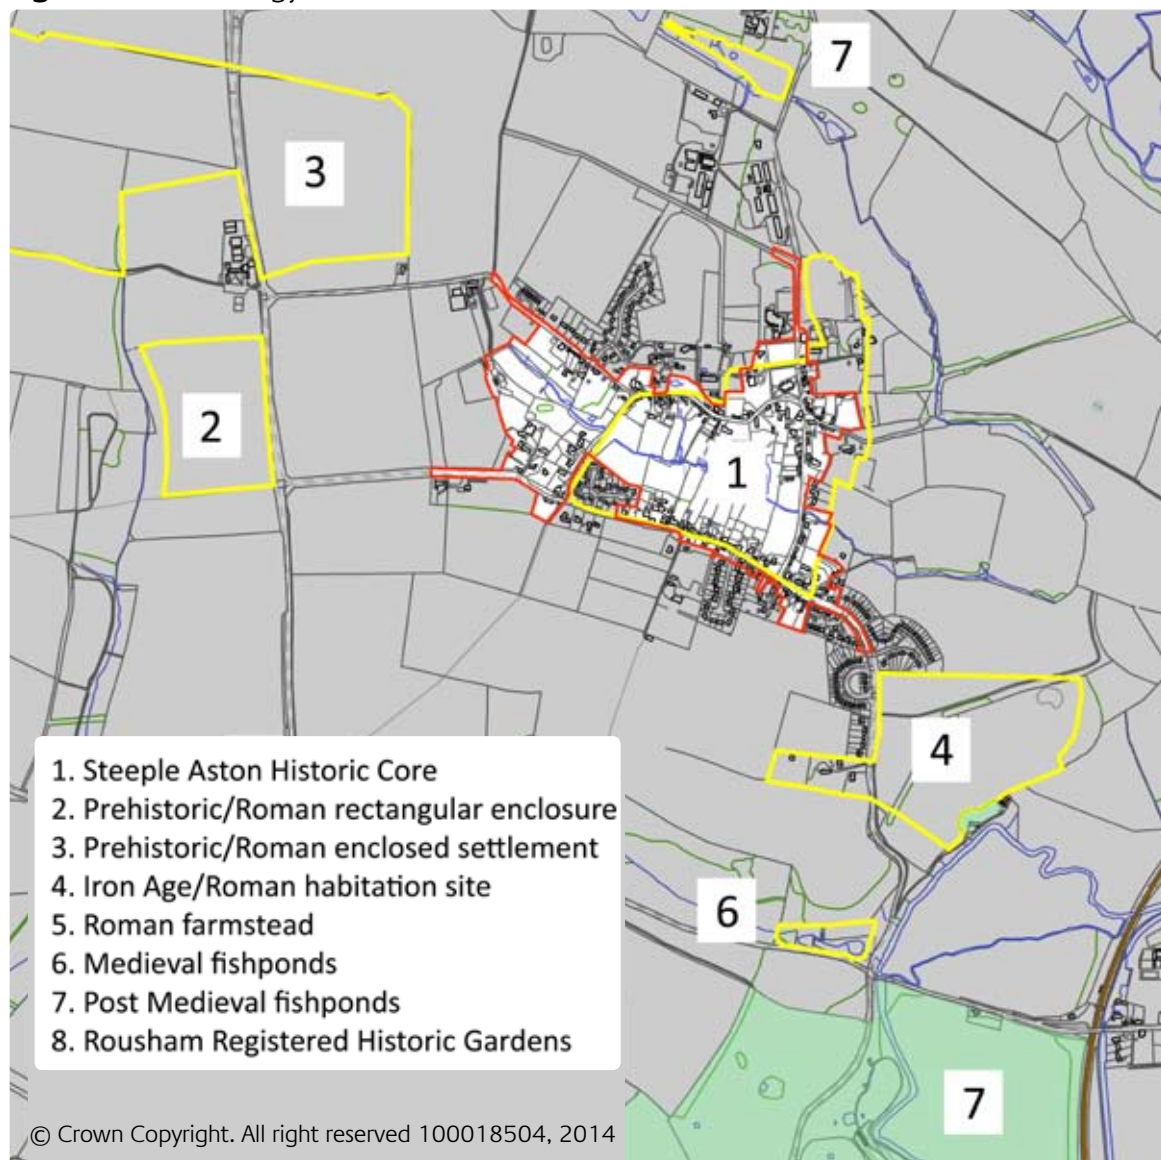 7
3
2
1
4
6
7
1. Steeple Aston Historic Core
2. Prehistoric/Roman rectangular enclosure
3. Prehistoric/Roman enclosed settlement
4. Iron Age/Roman habitation site
5. Roman farmstead
6. Medieval fishponds
7. Post Medieval fishponds
8. Rousham Registered Historic Gardens
© Crown Copyright. All right reserved 100018504, 2014